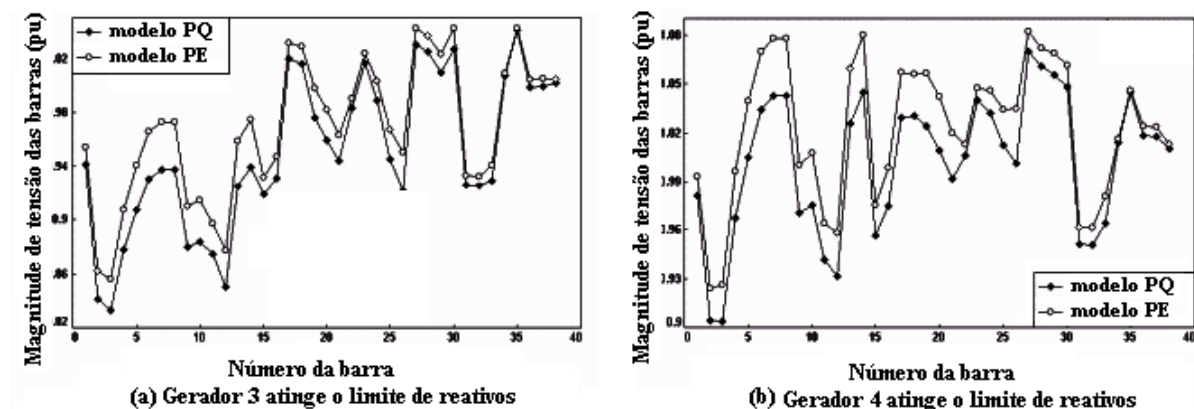 Magnitude de tensão das barras (pu)
modelo PQ
modelo PE
.02
.98
.94
0.9
.86
.82
0 5 10 15 20 25 30 35 40
Número da barra
(a) Gerador 3 atinge o limite de reativos
Magnitude de tensão das barras (pu)
1.08
1.05
1.02
0.99
0.96
0.93
0.9
modelo PQ
modelo PE
0 5 10 15 20 25 30 35 40
Número da barra
(b) Gerador 4 atinge o limite de reativos